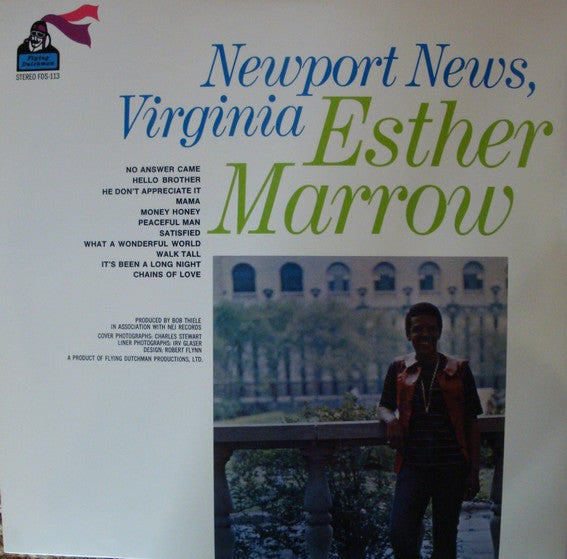 Flying
Dutchman
STEREO FDS-113
Newport News,
Virginia Esther
Marrow
NO ANSWER CAME
HELLO BROTHER
HE DON'T APPRECIATE IT
MAMA
MONEY HONEY
PEACEFUL MAN
SATISFIED
WHAT A WONDERFUL WORLD
WALK TALL
IT'S BEEN A LONG NIGHT
CHAINS OF LOVE
PRODUCED BY BOB THIELE
IN ASSOCIATION WITH NEJ RECORDS
COVER PHOTOGRAPHS: CHARLES STEWART
LINER PHOTOGRAPHS: IRV GLASER
DESIGN: ROBERT FLYNN
A PRODUCT OF FLYING DUTCHMAN PRODUCTIONS, LTD.